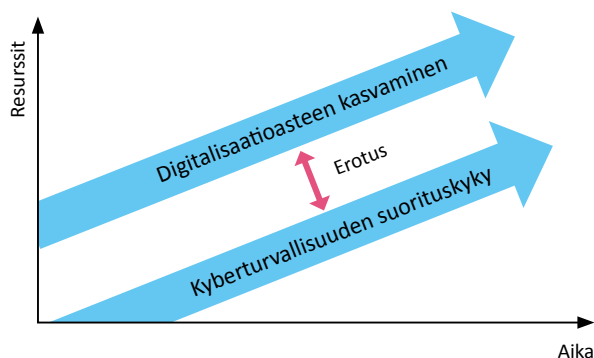 Resurssit
Digitalisaatioasteen kasvaminen
Erotus
Kyberturvallisuuden suorituskyky
Aika